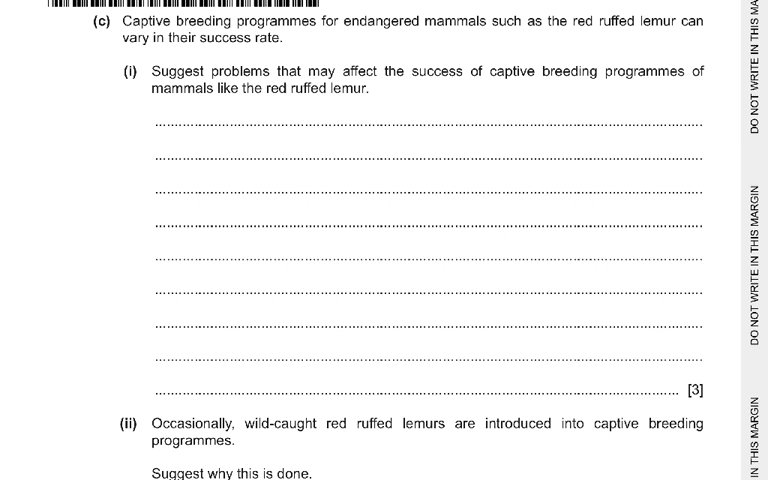 (c) Captive breeding programmes for endangered mammals such as the red ruffed lemur can
vary in their success rate.
(i) Suggest problems that may affect the success of captive breeding programmes of
mammals like the red ruffed lemur.
[3]
(ii) Occasionally, wild-caught red ruffed lemurs are introduced into captive breeding
programmes.
Suggest why this is done.
DO NOT WRITE IN THIS MA
DO NOT WRITE IN THIS MARGIN
IN THIS MARGIN